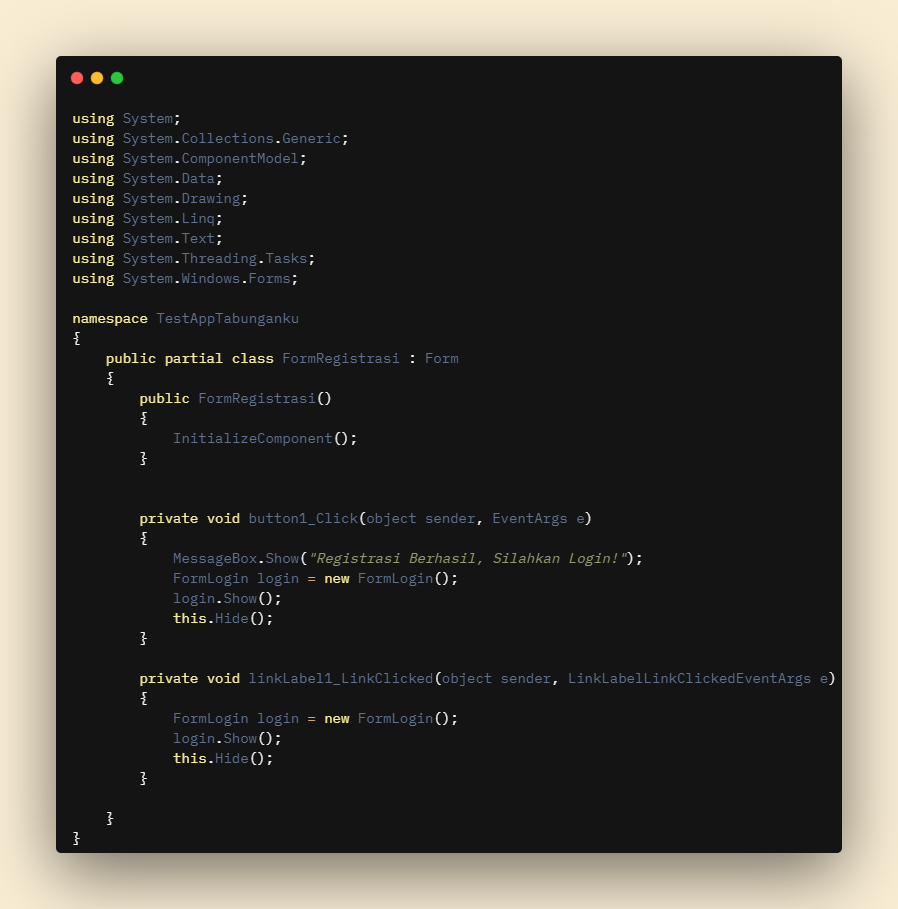 using System;
using System.Collections.Generic;
using System.ComponentModel;
using System.Data;
using System.Drawing;
using System.Linq;
using System.Text;
using System.Threading.Tasks;
using System.Windows.Forms;

namespace TestAppTabunganku
{
    public partial class FormRegistrasi : Form
    {
        public FormRegistrasi()
        {
            InitializeComponent();
        }


        private void button1_Click(object sender, EventArgs e)
        {
            MessageBox.Show("Registrasi Berhasil, Silahkan Login!");
            FormLogin login = new FormLogin();
            login.Show();
            this.Hide();
        }

        private void linkLabel1_LinkClicked(object sender, LinkLabelLinkClickedEventArgs e)
        {
            FormLogin login = new FormLogin();
            login.Show();
            this.Hide();
        }

    }
}